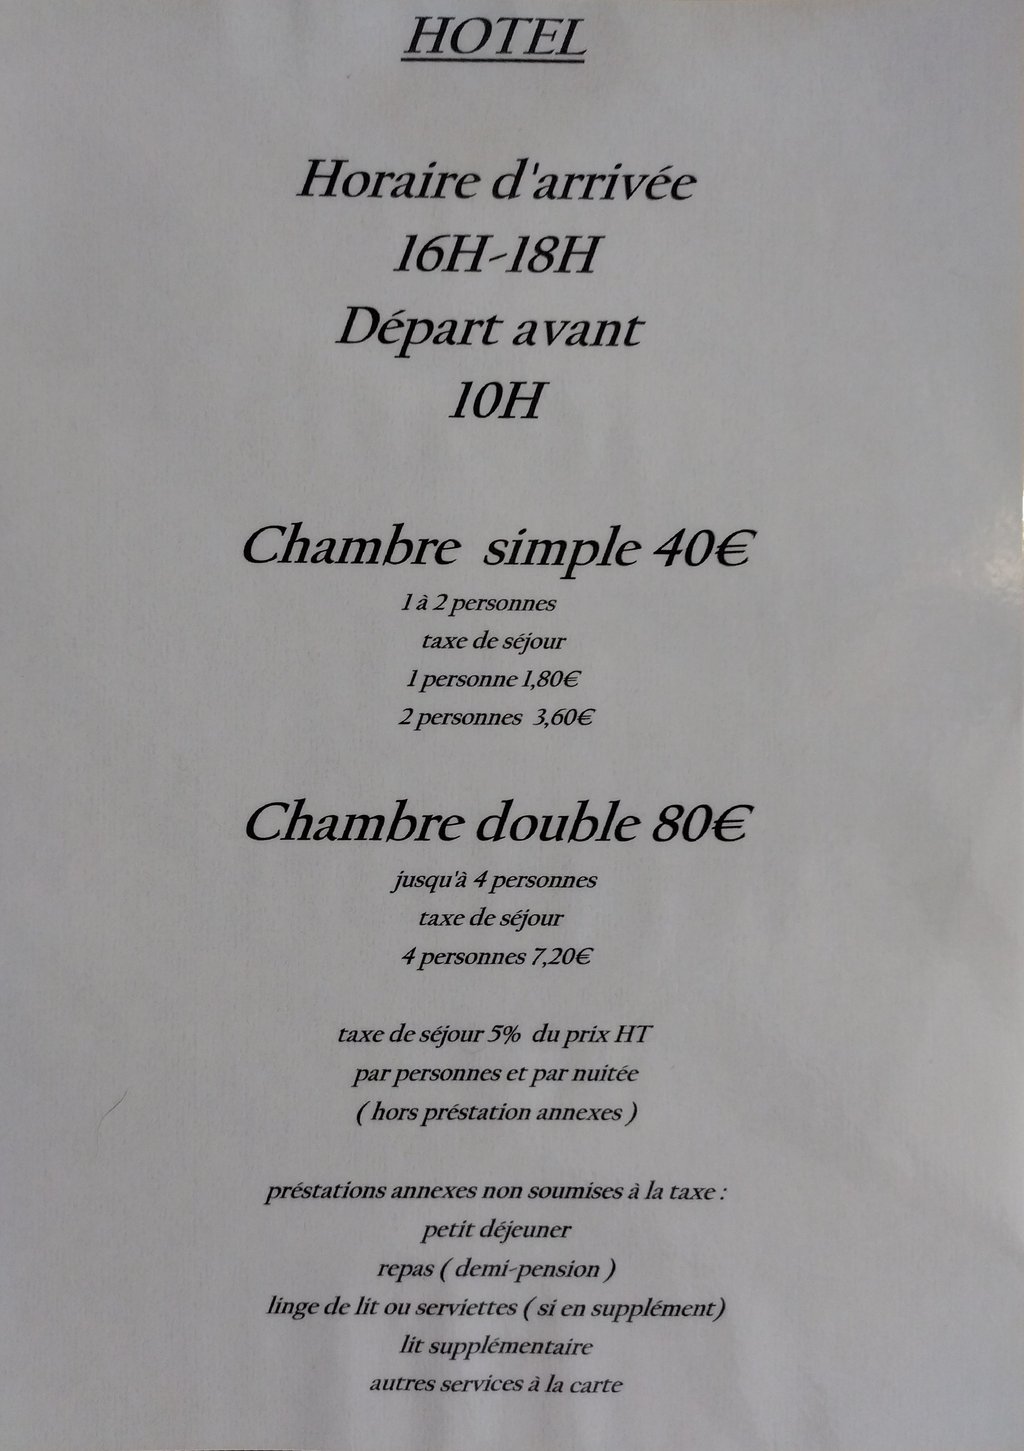 HOTEL
Horaire d'arrivée
16H-18H
Départ avant
10H
Chambre simple 40€
1 à 2 personnes
taxe de séjour
1 personne 1,80€
2 personnes 3,60€
Chambre double 80€
jusqu'à 4 personnes
taxe de séjour
4 personnes 7,20€
taxe de séjour 5% du prix HT
par personnes et par nuitée
( hors préstation annexes )
préstations annexes non soumises à la taxe :
petit déjeuner
repas ( demi-pension )
linge de lit ou serviettes ( si en supplément)
lit supplémentaire
autres services à la carte